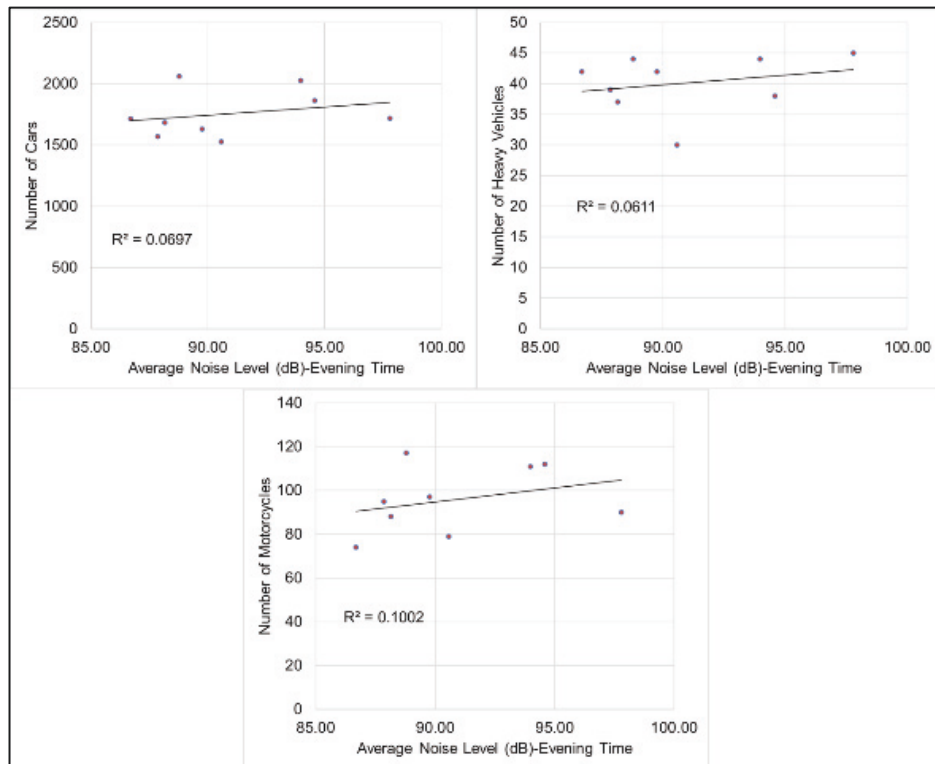 2500
2000
1500
1000
500
0
Number of Cars
R² = 0.0697
85.00 90.00 95.00 100.00
Average Noise Level (dB)-Evening Time
50
45
40
35
30
25
20
15
10
5
0
Number of Heavy Vehicles
R² = 0.0611
85.00 90.00 95.00 100.00
Average Noise Level (dB)-Evening Time
140
120
100
80
60
40
20
0
Number of Motorcycles
R² = 0.1002
85.00 90.00 95.00 100.00
Average Noise Level (dB)-Evening Time